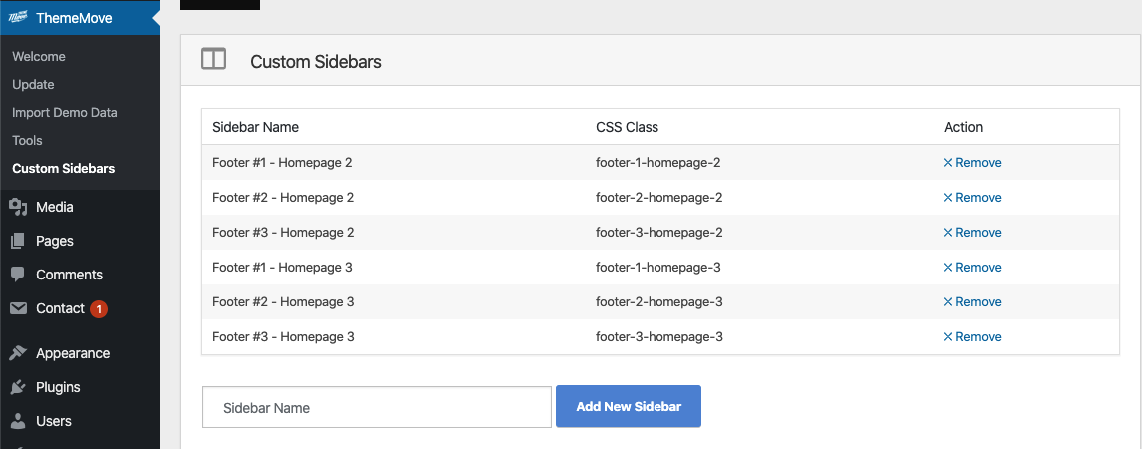 ThemeMove
Welcome
Update
Import Demo Data
Tools
Custom Sidebars
Media
Pages
Comments
Contact 1
Appearance
Plugins
Users
Custom Sidebars
Sidebar Name CSS Class Action
Footer #1 - Homepage 2 footer-1-homepage-2 Remove
Footer #2 - Homepage 2 footer-2-homepage-2 Remove
Footer #3 - Homepage 2 footer-3-homepage-2 Remove
Footer #1 - Homepage 3 footer-1-homepage-3 Remove
Footer #2 - Homepage 3 footer-2-homepage-3 Remove
Footer #3 - Homepage 3 footer-3-homepage-3 Remove
Sidebar Name Add New Sidebar